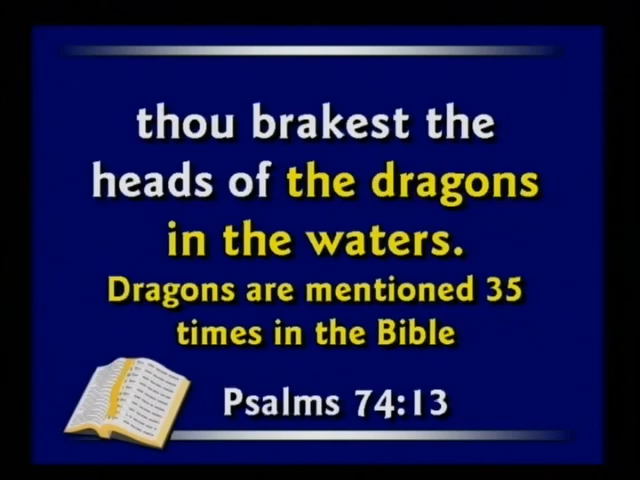 thou brakest the
heads of the dragons
in the waters.
Dragons are mentioned 35
times in the Bible
Psalms 74:13